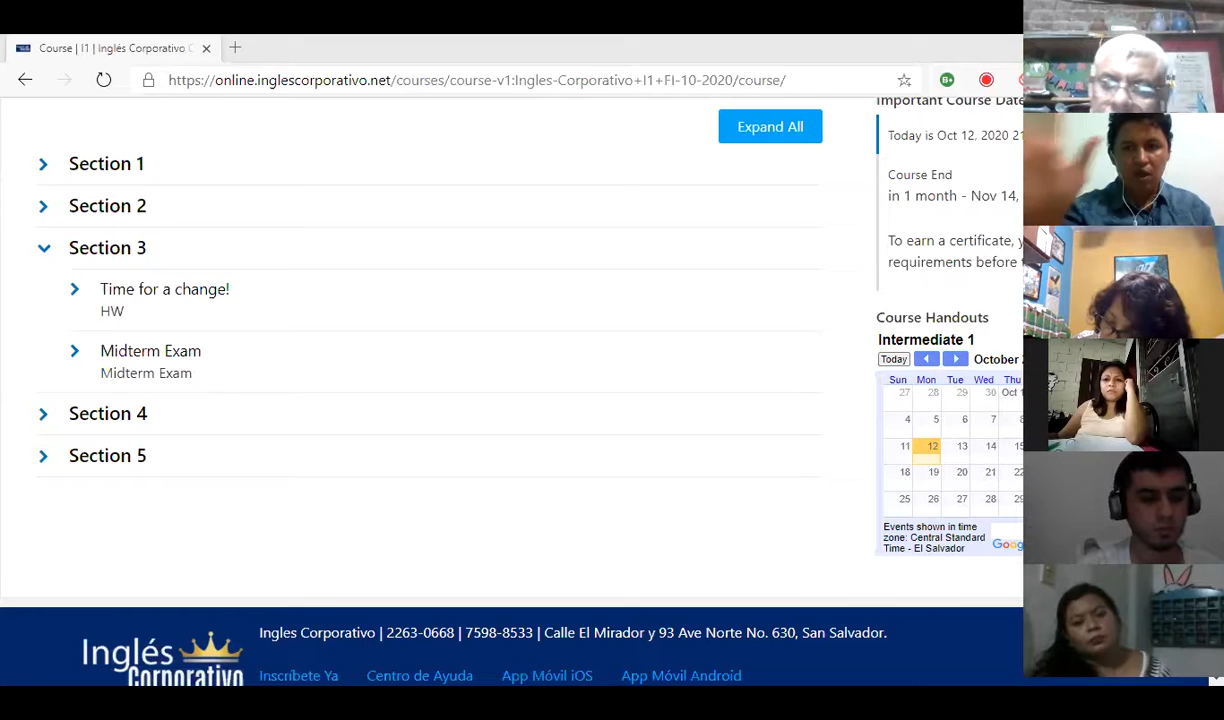 Course | I1 | Inglés Corporativo C
https://online.inglescorporativo.net/courses/course-v1:Ingles-Corporativo+I1+FI-10-2020/course/
Expand All
Section 1
Section 2
Section 3
Time for a change!
HW
Midterm Exam
Midterm Exam
Section 4
Section 5
Important Course Date
Today is Oct 12, 2020 21
Course End
in 1 month - Nov 14,
To earn a certificate, y
requirements before
Course Handouts
Intermediate 1
Today October
Sun Mon Tue Wed Thu
27 28 29 30 Oct 1
4 5 6 7 8
11 12 13 14 15
18 19 20 21 22
25 26 27 28 29
Events shown in time
zone: Central Standard
Time - El Salvador
Goog
Inglés
Corporativo
Ingles Corporativo | 2263-0668 | 7598-8533 | Calle El Mirador y 93 Ave Norte No. 630, San Salvador.
Inscríbete Ya Centro de Ayuda App Móvil iOS App Móvil Android